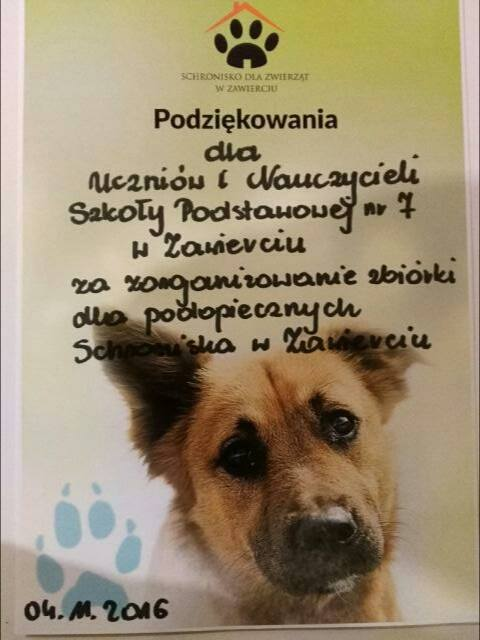 SCHRONISKO DLA ZWIERZĄT
W ZAWIERCIU
Podziękowania
dla
Uczniów i Nauczycieli
Szkoły Podstawowej nr 7
w Zawierciu
za zorganizowanie zbiórki
dla podopiecznych
Schroniska w Zawierciu
04.11.2016